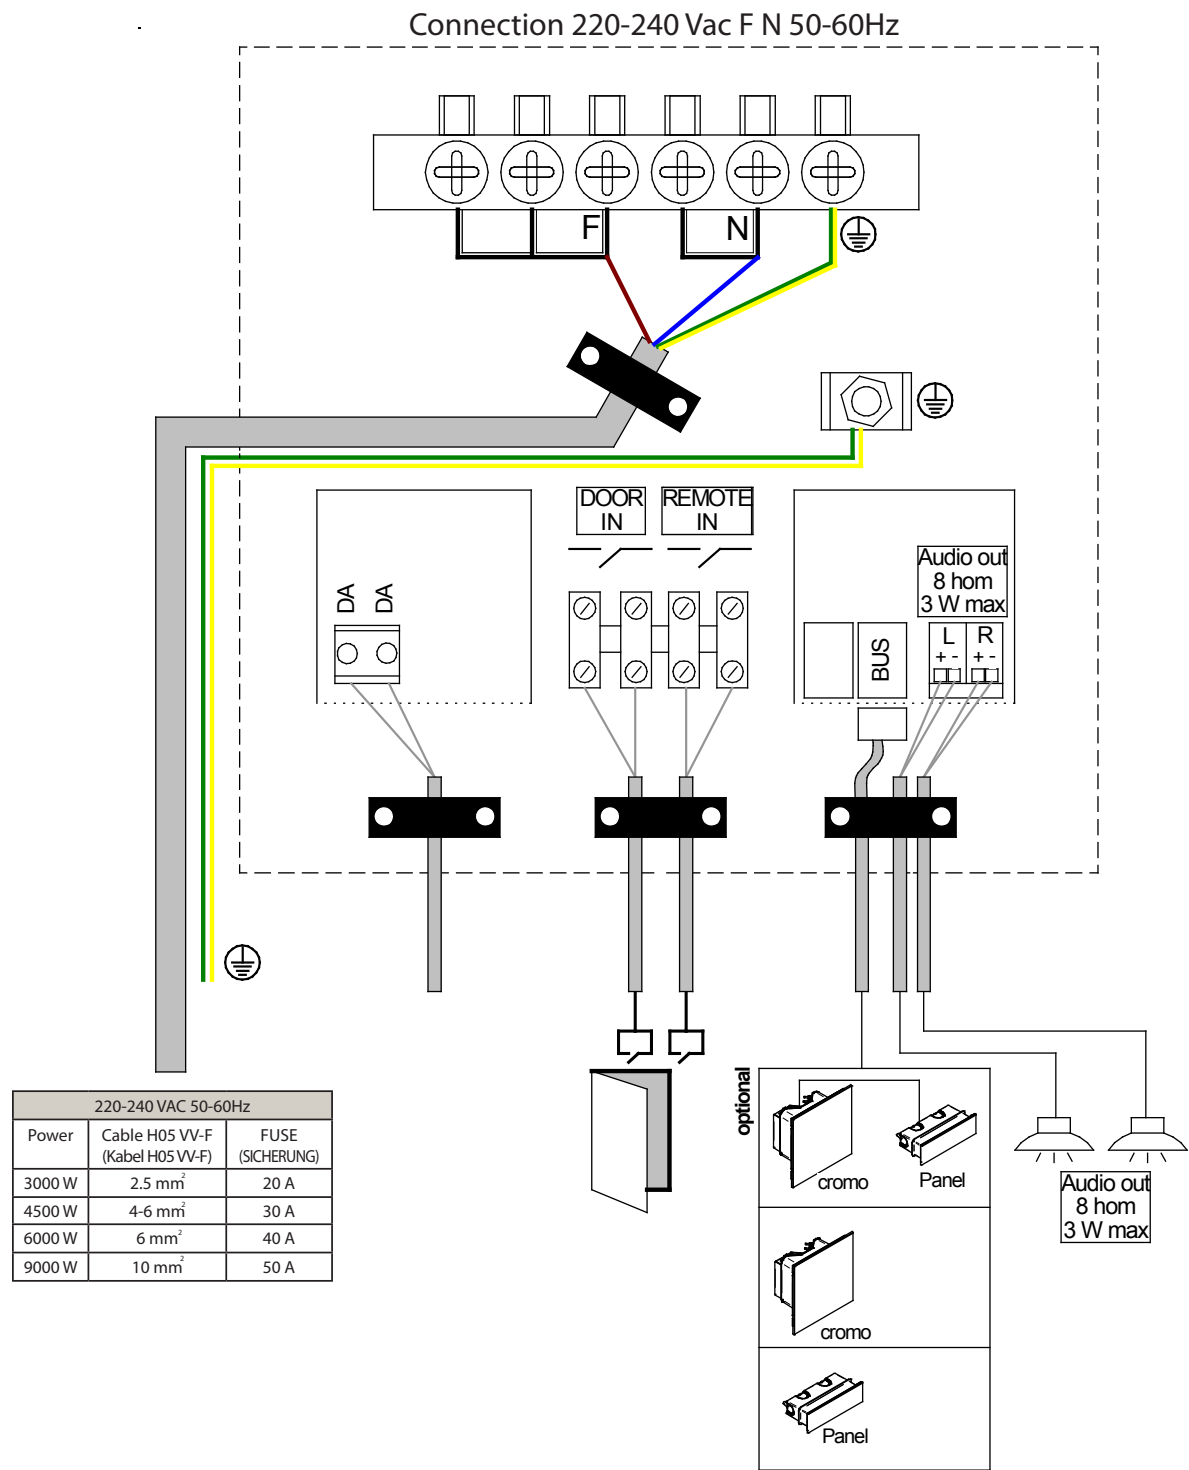 Connection 220-240 Vac F N 50-60Hz
F
N
DOOR
IN
REMOTE
IN
DA
DA
Audio out
8 hom
3 W max
L
R
+ -
+ -
BUS
220-240 VAC 50-60Hz
Power
Cable H05 VV-F
(Kabel H05 VV-F)
FUSE
(SICHERUNG)
3000 W
2.5 mm²
20 A
4500 W
4-6 mm²
30 A
6000 W
6 mm²
40 A
9000 W
10 mm²
50 A
optional
cromo
Panel
cromo
Panel
Audio out
8 hom
3 W max